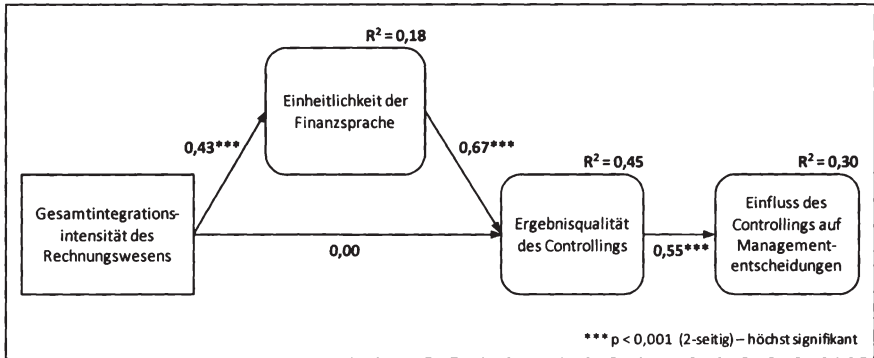 R² = 0,18
Einheitlichkeit der
Finanzsprache
0,43***
0,67***
R² = 0,45
R² = 0,30
Gesamtintegrations-
intensität des
Rechnungswesens
0,00
Ergebnisqualität
des Controllings
0,55***
Einfluss des
Controllings auf
Management-
entscheidungen
*** p < 0,001 (2-seitig) – höchst signifikant